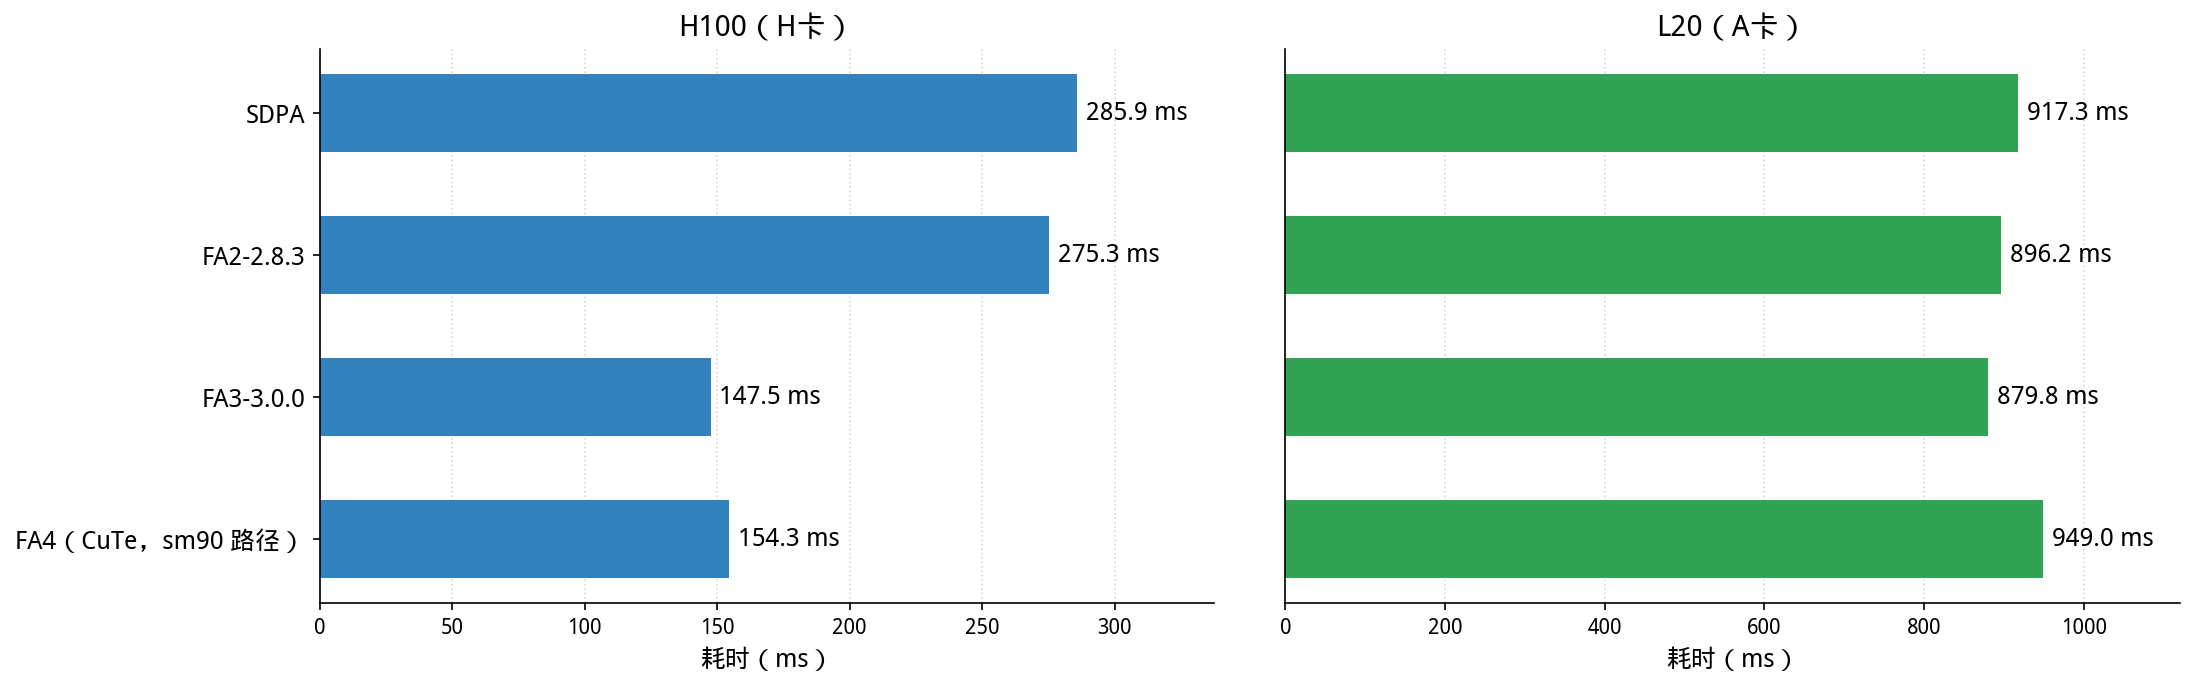 H100（H卡）
SDPA
285.9 ms
FA2-2.8.3
275.3 ms
FA3-3.0.0
147.5 ms
FA4（CuTe，sm90 路径）
154.3 ms
0 50 100 150 200 250 300
耗时（ms）
L20（A卡）
917.3 ms
896.2 ms
879.8 ms
949.0 ms
0 200 400 600 800 1000
耗时（ms）